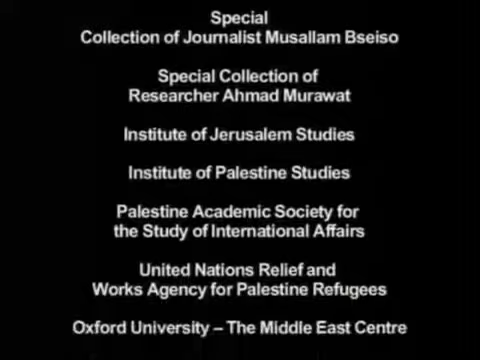 Special
Collection of Journalist Musallam Bseiso
Special Collection of
Researcher Ahmad Murawat
Institute of Jerusalem Studies
Institute of Palestine Studies
Palestine Academic Society for
the Study of International Affairs
United Nations Relief and
Works Agency for Palestine Refugees
Oxford University – The Middle East Centre